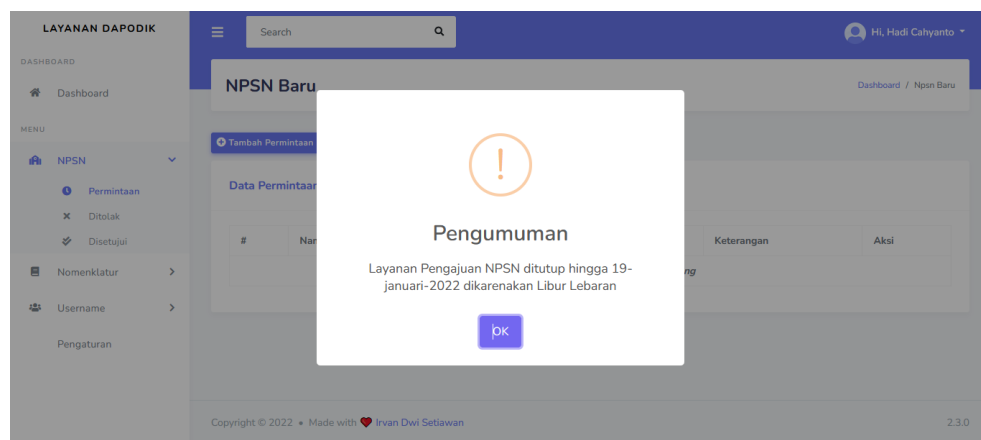 LAYANAN DAPODIK
Search
Hi, Hadi Cahyanto
DASHBOARD
Dashboard
NPSN Baru
Dashboard / Npsn Baru
MENU
Tambah Permintaan
NPSN
Permintaan
Ditolak
Disetujui
Nomenklatur
Username
Pengaturan
Data Permintaan
# Nam Keterangan Aksi
ng
!
Pengumuman
Layanan Pengajuan NPSN ditutup hingga 19-
januari-2022 dikarenakan Libur Lebaran
OK
Copyright © 2022 • Made with ❤ Irvan Dwi Setiawan
2.3.0